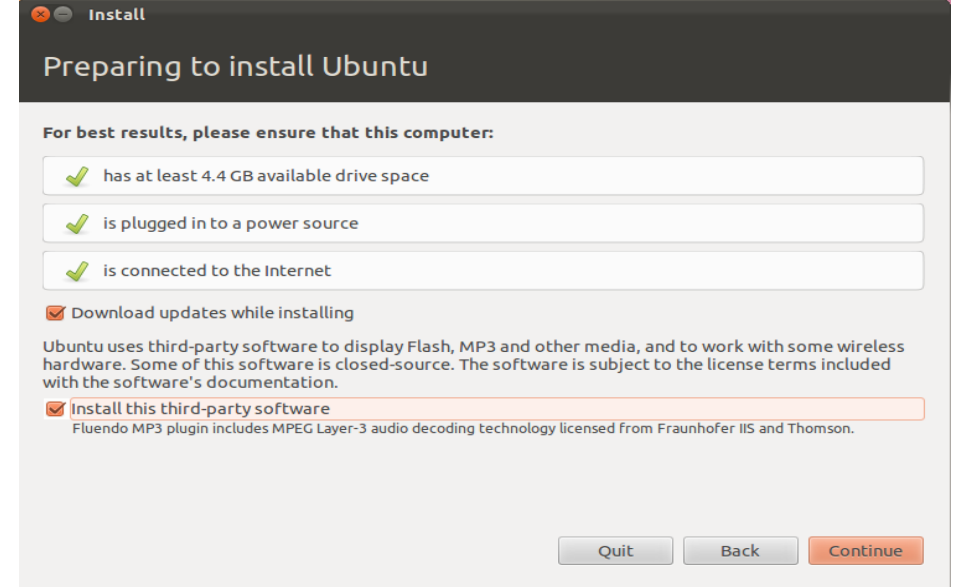 Install
Preparing to install Ubuntu
For best results, please ensure that this computer:
has at least 4.4 GB available drive space
is plugged in to a power source
is connected to the Internet
Download updates while installing
Ubuntu uses third-party software to display Flash, MP3 and other media, and to work with some wireless
hardware. Some of this software is closed-source. The software is subject to the license terms included
with the software's documentation.
Install this third-party software
Fluendo MP3 plugin includes MPEG Layer-3 audio decoding technology licensed from Fraunhofer IIS and Thomson.
Quit Back Continue